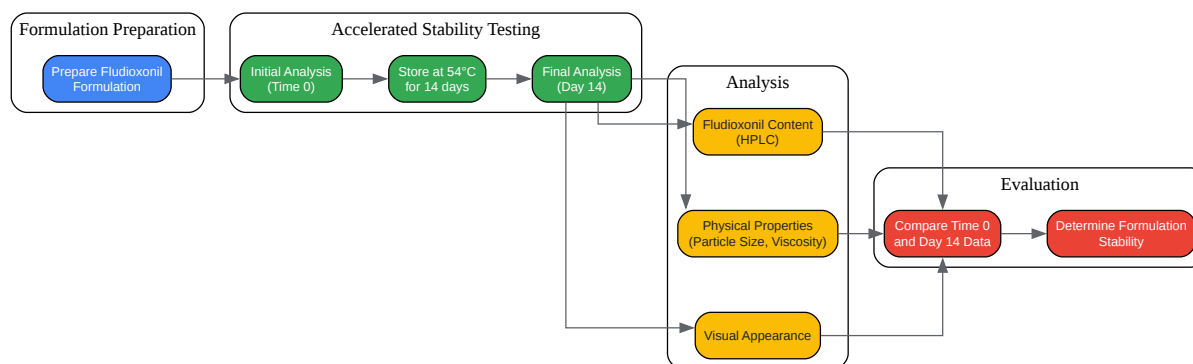 Formulation Preparation
Prepare Fludioxonil
Formulation
Accelerated Stability Testing
Initial Analysis
(Time 0)
Store at 54°C
for 14 days
Final Analysis
(Day 14)
Analysis
Fludioxonil Content
(HPLC)
Physical Properties
(Particle Size, Viscosity)
Visual Appearance
Evaluation
Compare Time 0
and Day 14 Data
Determine Formulation
Stability